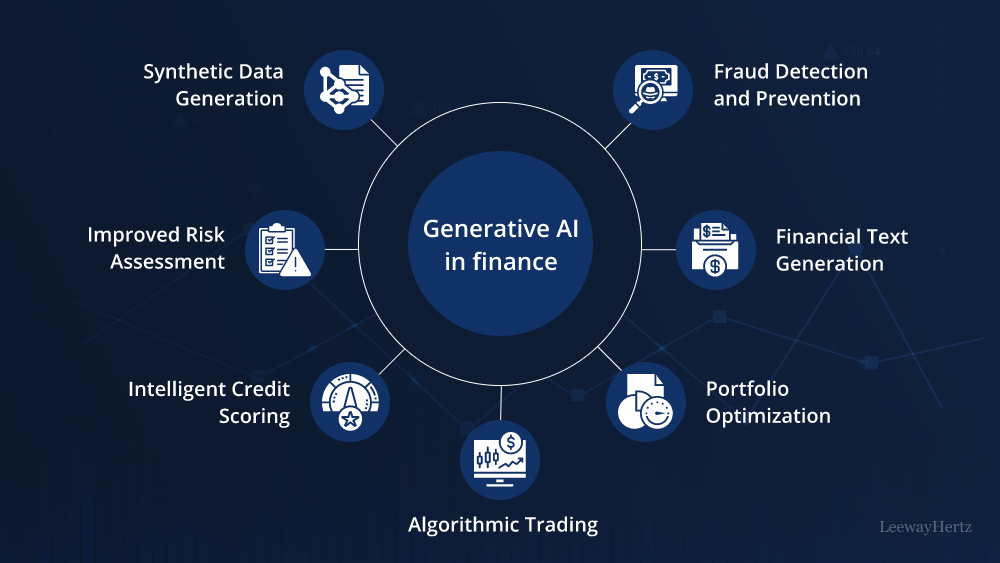 Synthetic Data
Generation
Fraud Detection
and Prevention
Improved Risk
Assessment
Generative AI
in finance
Financial Text
Generation
Intelligent Credit
Scoring
Portfolio
Optimization
Algorithmic Trading
LeewayHertz